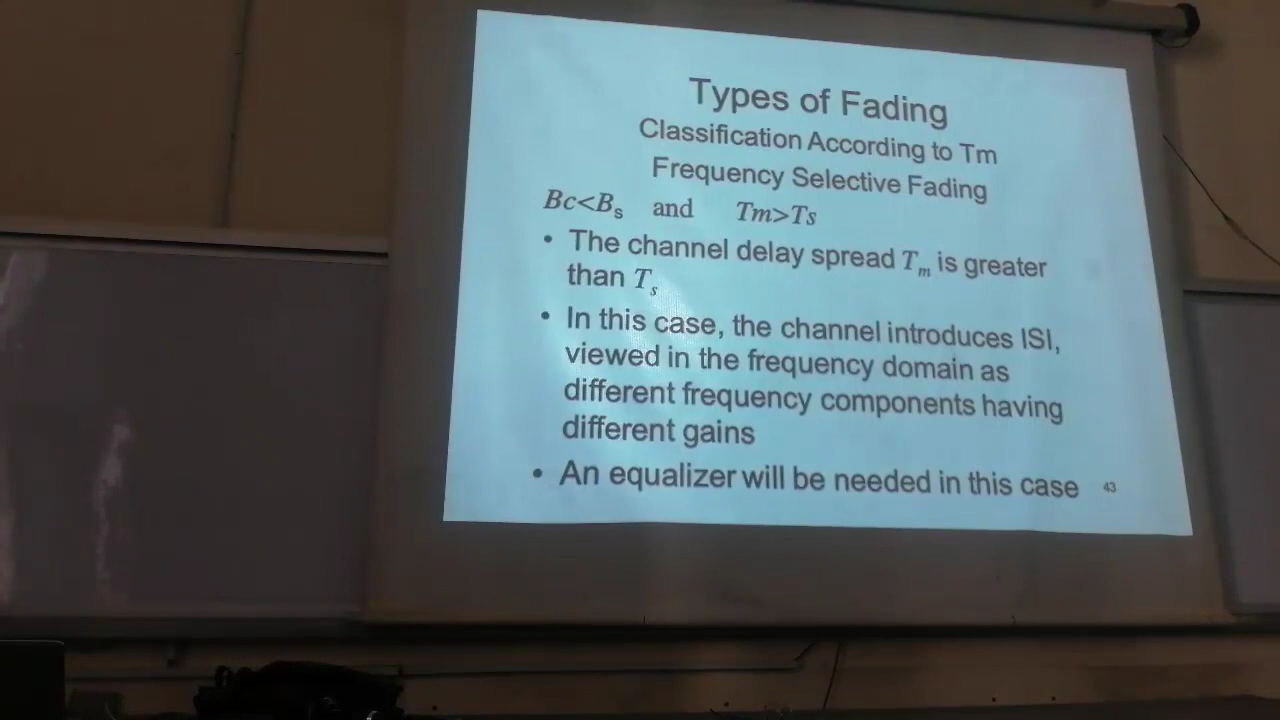 Types of Fading
Classification According to Tm
Frequency Selective Fading
Bc<Bs and Tm>Ts
• The channel delay spread Tm is greater
than Ts
• In this case, the channel introduces ISI,
viewed in the frequency domain as
different frequency components having
different gains
• An equalizer will be needed in this case
43